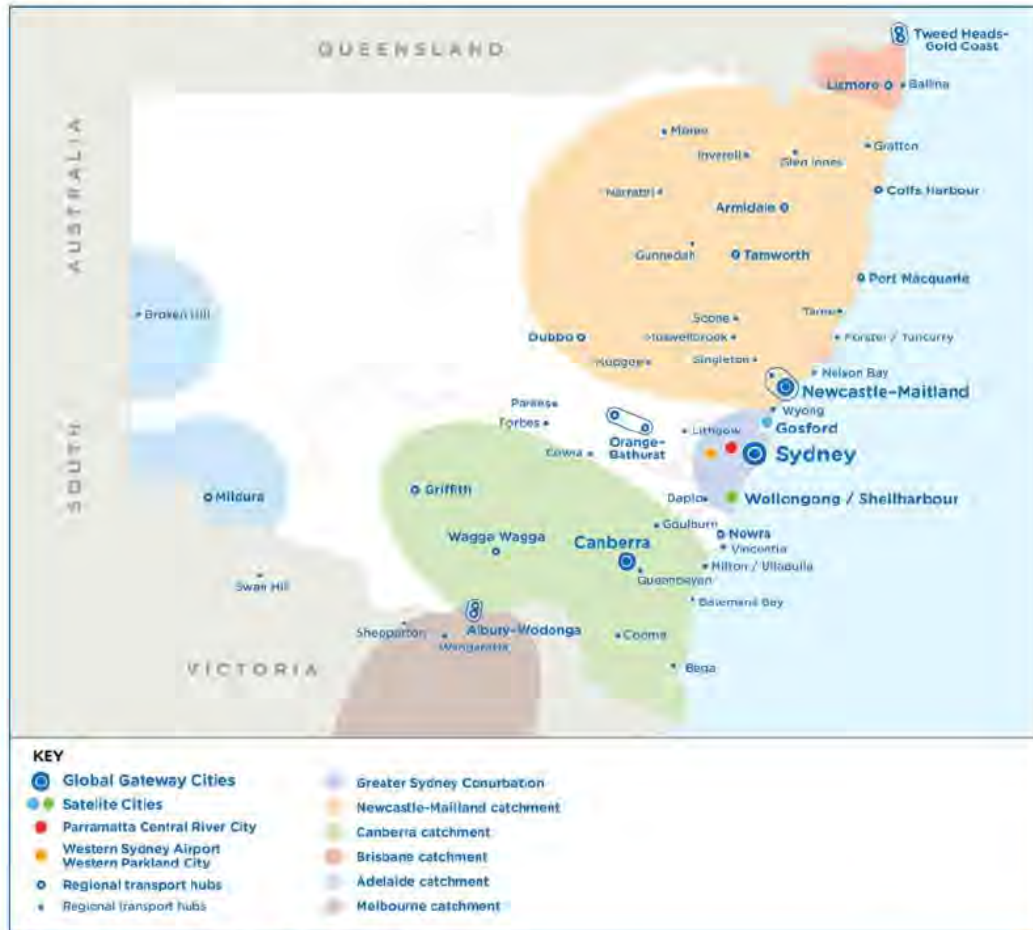 QUEENSLAND
Tweed Heads-
Gold Coast
Lismore
Ballina
AUSTRALIA
Moree
Inverell
Glen Innes
Grafton
Narrabri
Coffs Harbour
Armidale
Gunnedah
Tamworth
Port Macquarie
Broken Hill
Scone
Taree
Dubbo
Muswellbrook
Forster / Tuncurry
Mudgee
Singleton
Nelson Bay
Newcastle-Maitland
Parkes
Wyong
Forbes
Gosford
Orange-
Bathurst
Lithgow
Cowra
Sydney
SOUTH
Mildura
Griffith
Dapto
Wollongong / Shellharbour
Goulburn
Nowra
Wagga Wagga
Canberra
Vincentia
Milton / Ulladulla
Queanbeyan
Swan Hill
Batemans Bay
Shepparton
Albury-Wodonga
Wangaratta
Cooma
VICTORIA
Bega
KEY
Global Gateway Cities
Satelite Cities
Parramatta Central River City
Western Sydney Airport
Western Parkland City
Regional transport hubs
Regional transport hubs
Greater Sydney Conurbation
Newcastle-Maitland catchment
Canberra catchment
Brisbane catchment
Adelaide catchment
Melbourne catchment